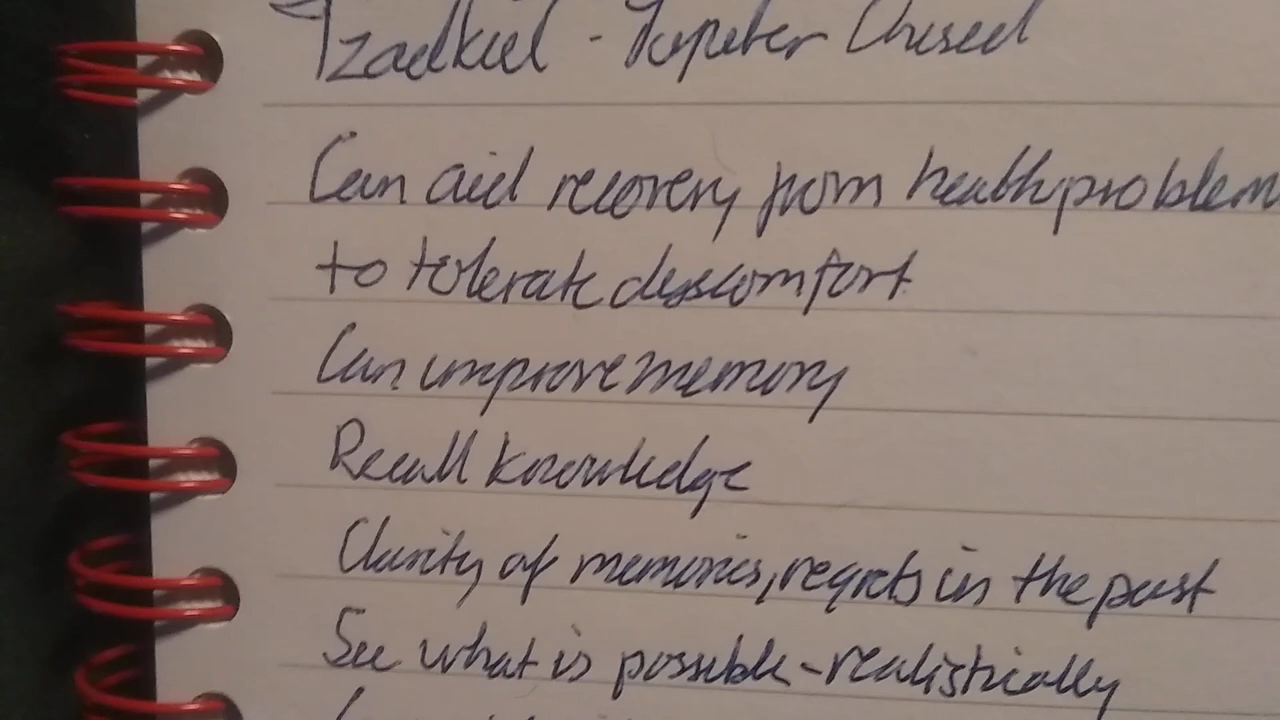 Tzadkiel - Jupiter Chesed
Can aid recovery from health problem
to tolerate disscomfort
Can improve memory
Recall knowledge
Clarity of memories, regrets in the past
See what is possible - realistically